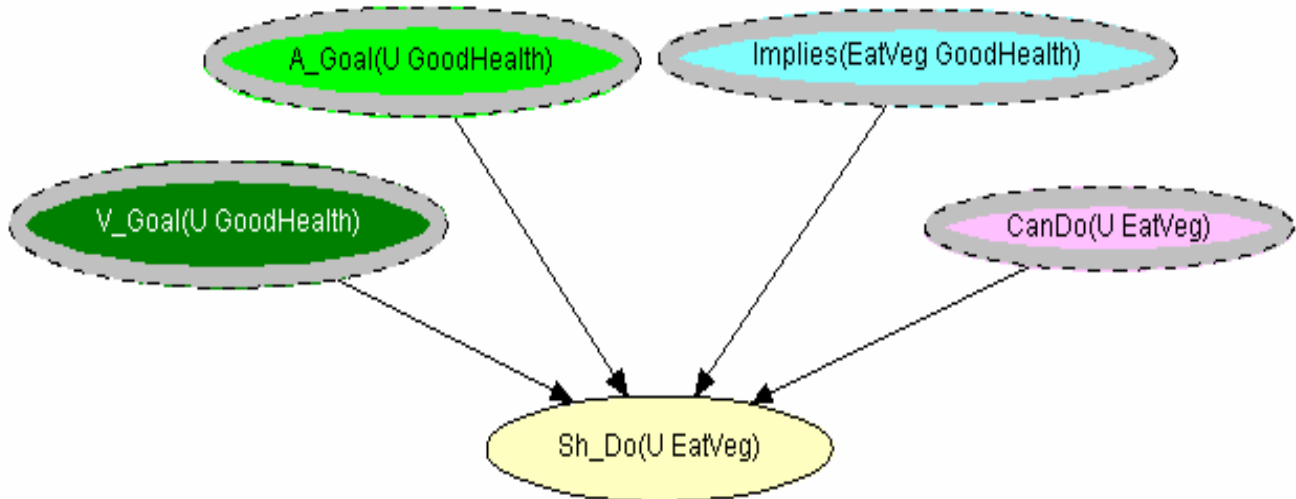 A_Goal(U GoodHealth)
Implies(EatVeg GoodHealth)
V_Goal(U GoodHealth)
CanDo(U EatVeg)
Sh_Do(U EatVeg)